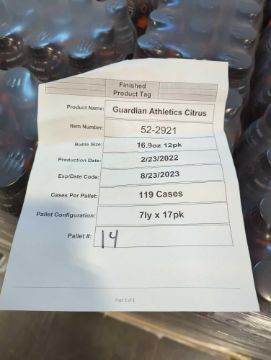 Finished
Product Tag
Product Name: Guardian Athletics Citrus
Item Number: 52-2921
Bottle Size: 16.9oz 12pk
Production Date: 2/23/2022
Exp/Date Code: 8/23/2023
Cases Per Pallet: 119 Cases
Pallet Configuration: 7ly x 17pk
Pallet #: 14
Page 1 of 1